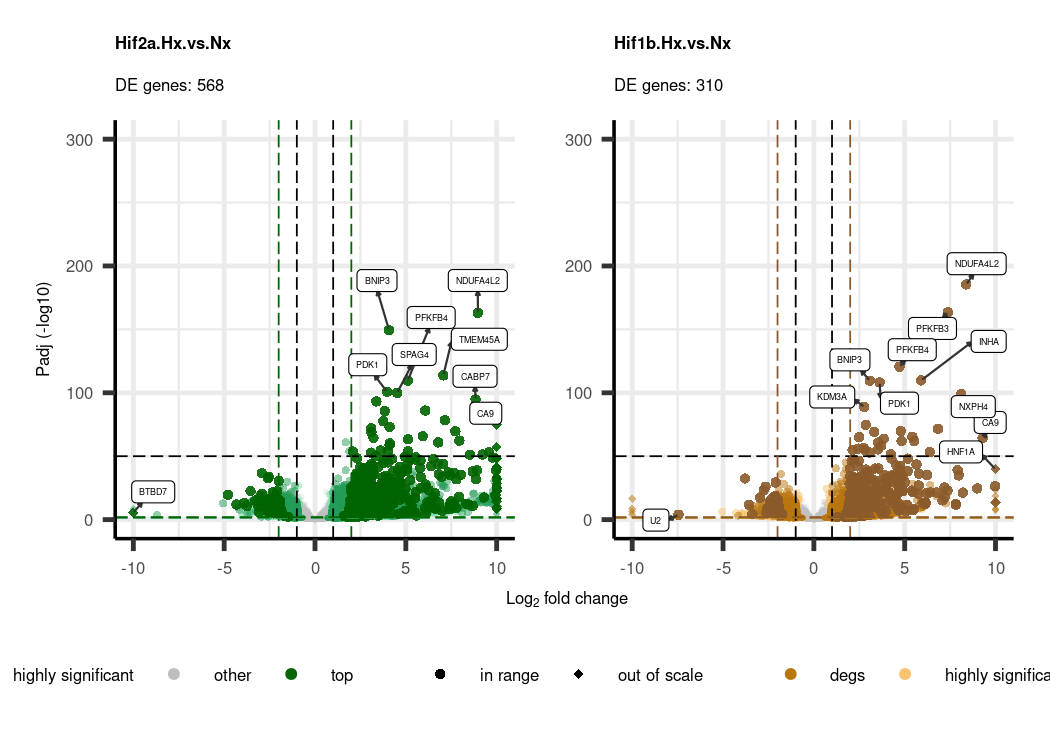 Hif2a.Hx.vs.Nx
DE genes: 568
Padj (-log10)
300
200
100
0
BNIP3
NDUFA4L2
PFKFB4
TMEM45A
SPAG4
PDK1
CABP7
CA9
BTBD7
-10
-5
0
5
10
Hif1b.Hx.vs.Nx
DE genes: 310
300
200
100
0
NDUFA4L2
PFKFB3
INHA
PFKFB4
BNIP3
KDM3A
PDK1
NXPH4
CA9
HNF1A
U2
-10
-5
0
5
10
Log2 fold change
highly significant other top in range out of scale degs highly significa